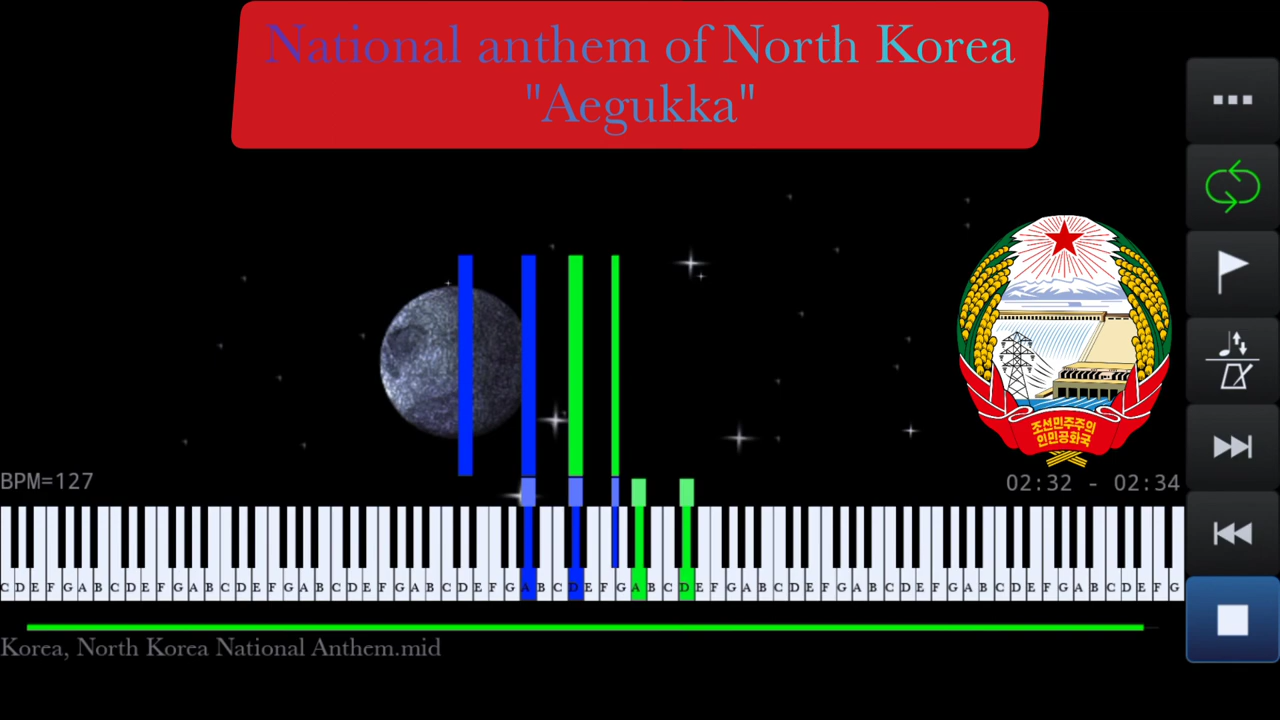 National anthem of North Korea
"Aegukka"
조선민주주의
인민공화국
BPM=127
02:32 - 02:34
C D E F G A B C D E F G A B C D E F G A B C D E F G A B C D E F G A B C D E F G A B C D E F G A B C D E F G A B C D E F G A B C D E F G A B C D E F G
Korea, North Korea National Anthem.mid